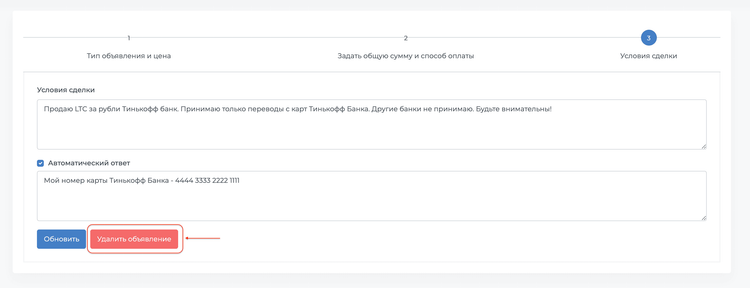 1 2 3
Тип объявления и цена Задать общую сумму и способ оплаты Условия сделки
Условия сделки
Продаю LTC за рубли Тинькофф банк. Принимаю только переводы с карт Тинькофф Банка. Другие банки не принимаю. Будьте внимательны!
Автоматический ответ
Мой номер карты Тинькофф Банка - 4444 3333 2222 1111
Обновить Удалить объявление